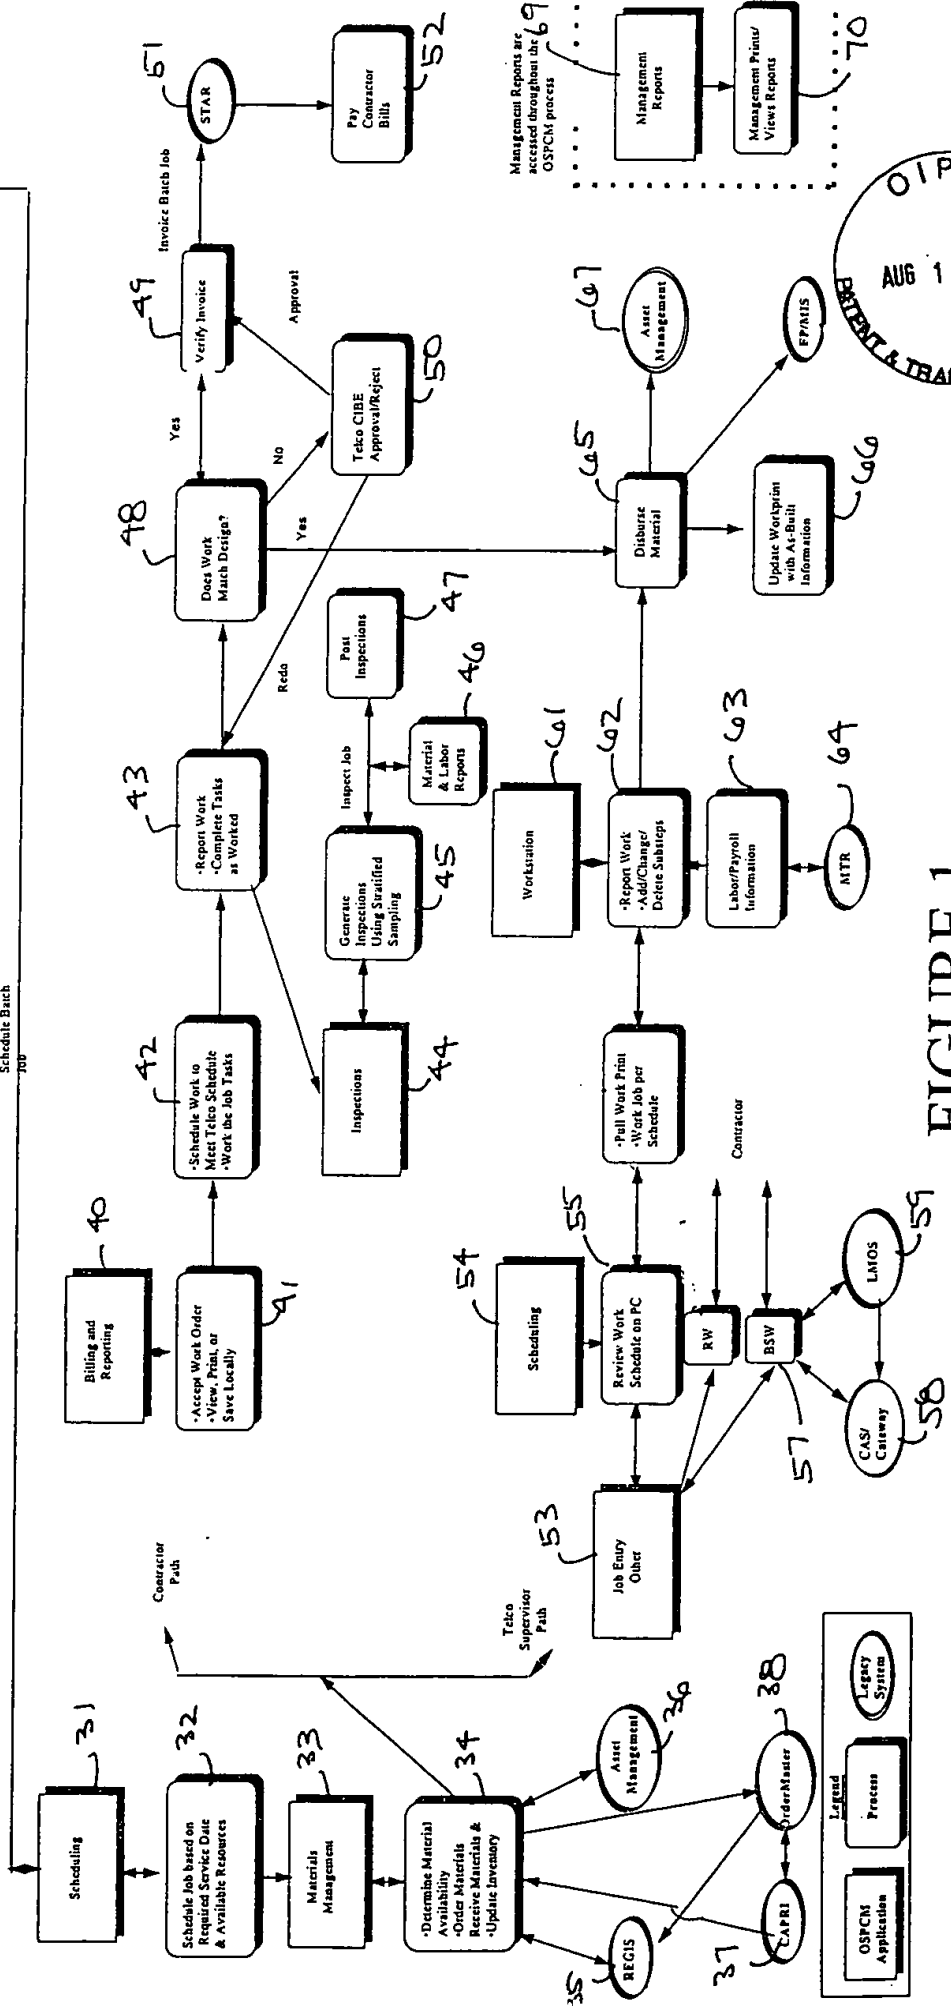 Schedule Batch
Job
31
Scheduling
32
Schedule Job based on
Required Service Date
& Available Resources
33
Materials
Management
34
•Determine Material
Availability
•Order Materials
Receive Materials &
•Update Inventory
35
REGIS
36
Asset
Management
37
CAPRI
38
OrderMaster
Contractor
Path
Telco
Supervisor
Path
Legend
OSPCM
Application
Process
Legacy
System
40
Billing and
Reporting
41
•Accept Work Order
•View, Print, or
Save Locally
42
•Schedule Work to
Meet Telco Schedule
•Work the Job Tasks
43
•Report Work
•Complete Tasks
as Worked
44
Inspections
45
Generate
Inspections
Using Stratified
Sampling
Inspect Job
46
Material
& Labor
Reports
47
Post
Inspections
48
Does Work
Match Design?
Yes
No
Yes
Redo
49
Verify Invoice
50
Telco CIBE
Approval/Reject
Approval
Invoice Batch Job
51
STAR
52
Pay
Contractor
Bills
53
Job Entry
Other
54
Scheduling
55
Review Work
Schedule on PC
RW
BSW
57
Contractor
58
CAS/
Gateway
59
LMOS
•Pull Work Print
•Work Job per
Schedule
61
Workstation
62
•Report Work
•Add/Change/
Delete Substeps
63
Labor/Payroll
Information
64
MTR
65
Disburse
Material
66
Update Workprint
with As-Built
Information
67
Asset
Management
FP/MIS
Management Reports are
accessed throughout the
OSPCM process
69
Management
Reports
70
Management Prints/
Views Reports
OIP
AUG 1
PATENT & TRA
FIGURE 1